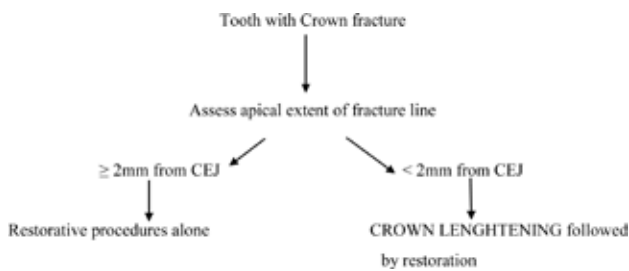 Tooth with Crown fracture
Assess apical extent of fracture line
≥ 2mm from CEJ
< 2mm from CEJ
Restorative procedures alone
CROWN LENGHTENING followed
by restoration